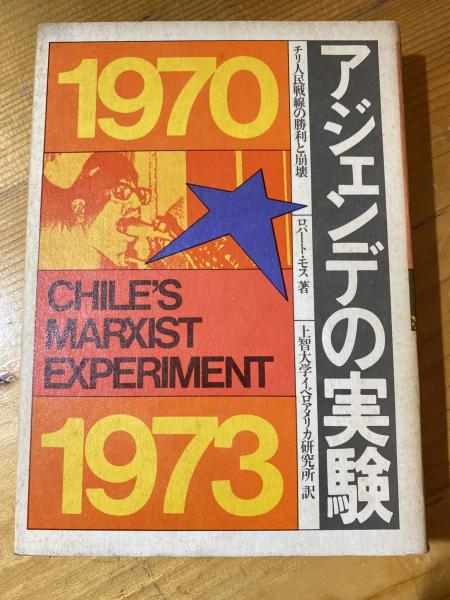 アジェンデの実験
チリ人民戦線の勝利と崩壊
ロバート・モス 著
上智大学イベロアメリカ研究所 訳
1970
CHILE'S
MARXIST
EXPERIMENT
1973